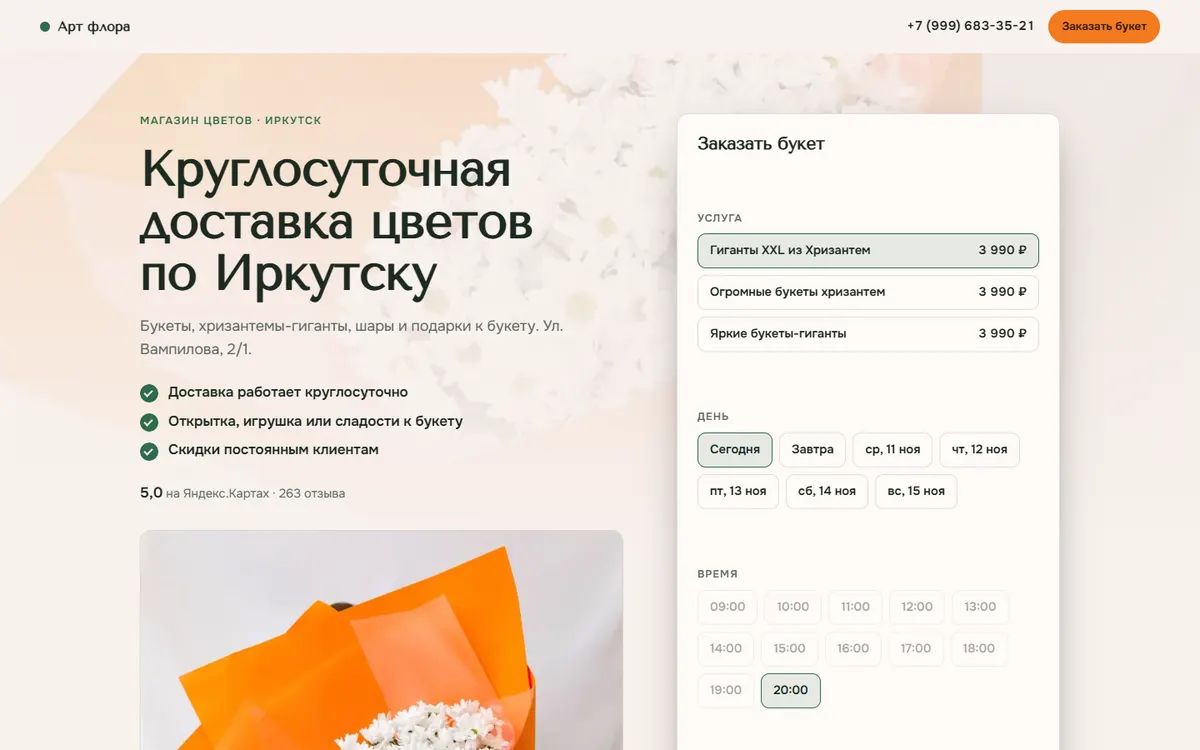 Арт флора
+7 (999) 683-35-21
Заказать букет
МАГАЗИН ЦВЕТОВ · ИРКУТСК
Круглосуточная
доставка цветов
по Иркутску
Букеты, хризантемы-гиганты, шары и подарки к букету. Ул.
Вампилова, 2/1.
Доставка работает круглосуточно
Открытка, игрушка или сладости к букету
Скидки постоянным клиентам
5,0 на Яндекс.Картах · 263 отзыва
Заказать букет
УСЛУГА
Гиганты XXL из Хризантем 3 990 ₽
Огромные букеты хризантем 3 990 ₽
Яркие букеты-гиганты 3 990 ₽
ДЕНЬ
Сегодня Завтра ср, 11 ноя чт, 12 ноя
пт, 13 ноя сб, 14 ноя вс, 15 ноя
ВРЕМЯ
09:00 10:00 11:00 12:00 13:00
14:00 15:00 16:00 17:00 18:00
19:00 20:00